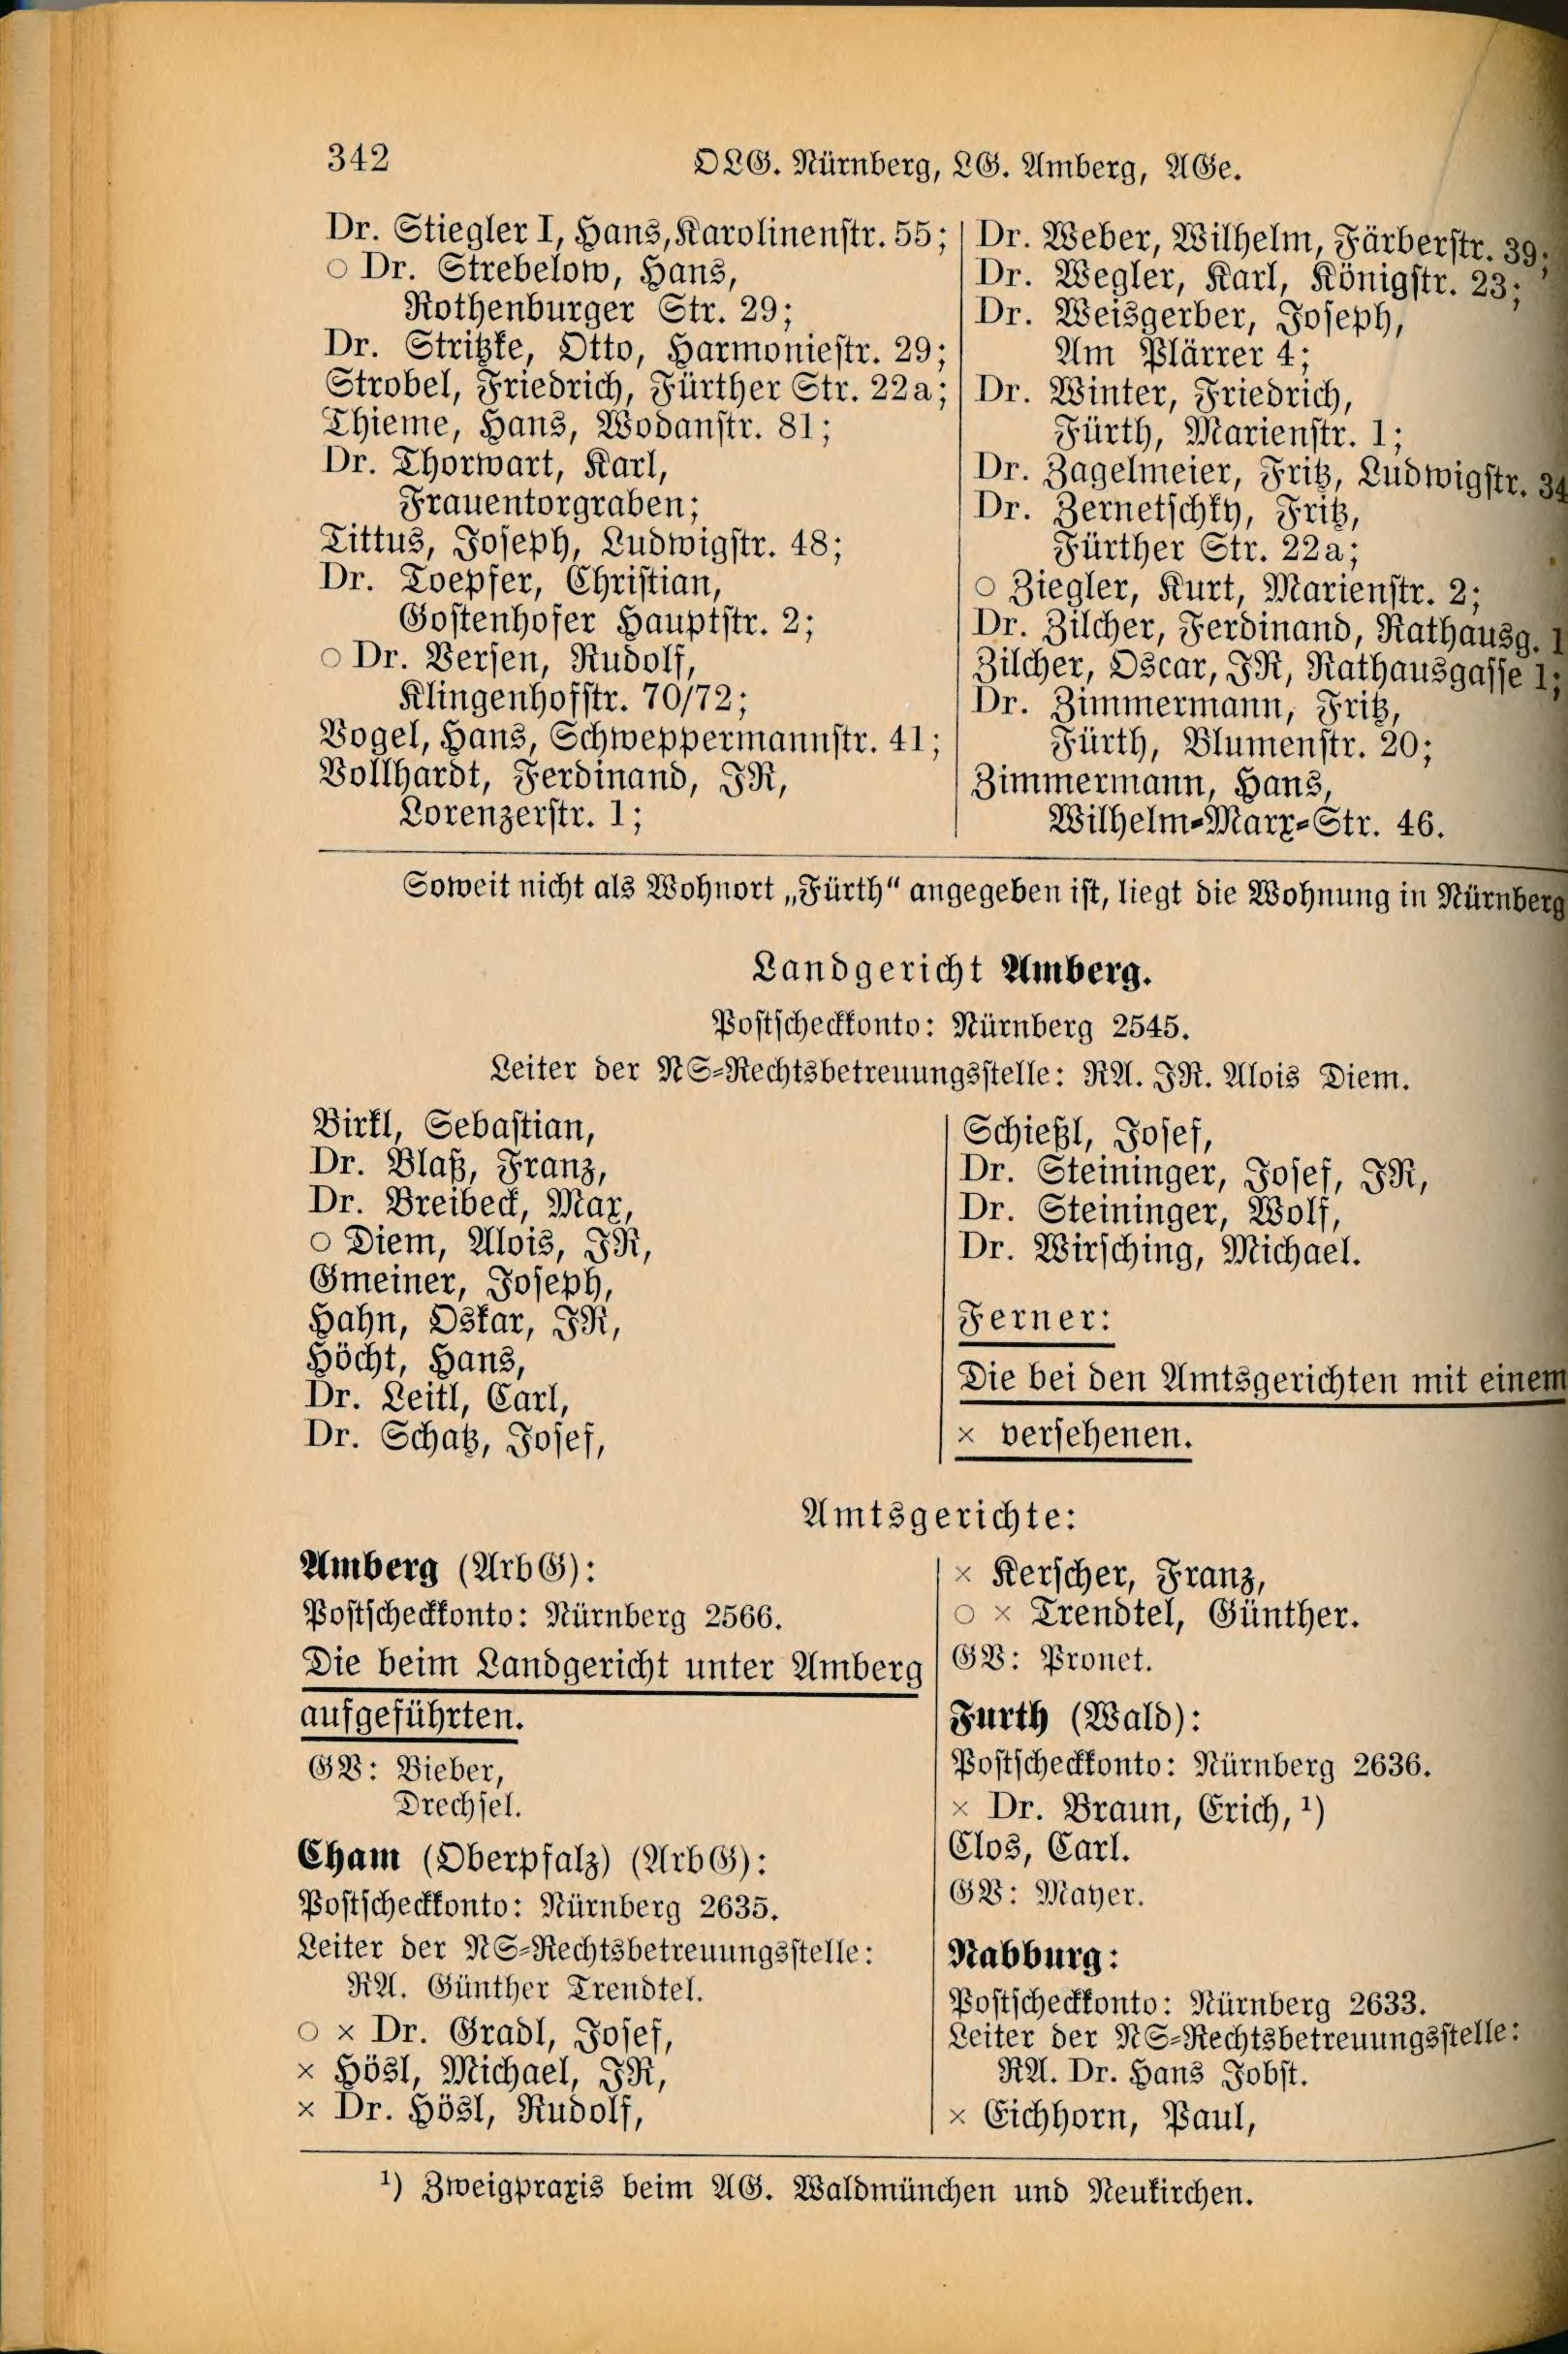 342
OLG. Nürnberg, LG. Amberg, AGe.
Dr. Stiegler I, Hans, Karolinenstr. 55;
○ Dr. Strebelow, Hans,
Rothenburger Str. 29;
Dr. Stritzke, Otto, Harmoniestr. 29;
Strobel, Friedrich, Fürther Str. 22a;
Thieme, Hans, Wodanstr. 81;
Dr. Thorwart, Karl,
Frauentorgraben;
Tittus, Joseph, Ludwigstr. 48;
Dr. Toepfer, Christian,
Gostenhofer Hauptstr. 2;
○ Dr. Versen, Rudolf,
Klingenhofstr. 70/72;
Vogel, Hans, Schweppermannstr. 41;
Vollhardt, Ferdinand, JR,
Lorenzerstr. 1;
Dr. Weber, Wilhelm, Färberstr. 39;
Dr. Wegler, Karl, Königstr. 23;
Dr. Weisgerber, Joseph,
Am Plärrer 4;
Dr. Winter, Friedrich,
Fürth, Marienstr. 1;
Dr. Zagelmeier, Fritz, Ludwigstr. 34
Dr. Zernetschky, Fritz,
Fürther Str. 22a;
○ Ziegler, Kurt, Marienstr. 2;
Dr. Zilcher, Ferdinand, Rathausg. 1
Zilcher, Oscar, JR, Rathausgasse 1;
Dr. Zimmermann, Fritz,
Fürth, Blumenstr. 20;
Zimmermann, Hans,
Wilhelm-Marx-Str. 46.
Soweit nicht als Wohnort „Fürth“ angegeben ist, liegt die Wohnung in Nürnberg
Landgericht Amberg.
Postscheckkonto: Nürnberg 2545.
Leiter der NS-Rechtsbetreuungsstelle: RA. JR. Alois Diem.
Birkl, Sebastian,
Dr. Blaß, Franz,
Dr. Breibeck, Max,
○ Diem, Alois, JR,
Gmeiner, Joseph,
Hahn, Oskar, JR,
Höcht, Hans,
Dr. Leitl, Carl,
Dr. Schatz, Josef,
Schießl, Josef,
Dr. Steininger, Josef, JR,
Dr. Steininger, Wolf,
Dr. Wirsching, Michael.
Ferner:
Die bei den Amtsgerichten mit einem
× versehenen.
Amtsgerichte:
Amberg (ArbG):
Postscheckkonto: Nürnberg 2566.
Die beim Landgericht unter Amberg
aufgeführten.
GV: Bieber,
Drechsel.
Cham (Oberpfalz) (ArbG):
Postscheckkonto: Nürnberg 2635.
Leiter der NS-Rechtsbetreuungsstelle:
RA. Günther Trendtel.
○ × Dr. Gradl, Josef,
× Hösl, Michael, JR,
× Dr. Hösl, Rudolf,
× Kerscher, Franz,
○ × Trendtel, Günther.
GV: Pronet.
Furth (Wald):
Postscheckkonto: Nürnberg 2636.
× Dr. Braun, Erich, ¹)
Clos, Carl.
GV: Mayer.
Nabburg:
Postscheckkonto: Nürnberg 2633.
Leiter der NS-Rechtsbetreuungsstelle:
RA. Dr. Hans Jobst.
× Eichhorn, Paul,
¹) Zweigpraxis beim AG. Waldmünchen und Neukirchen.